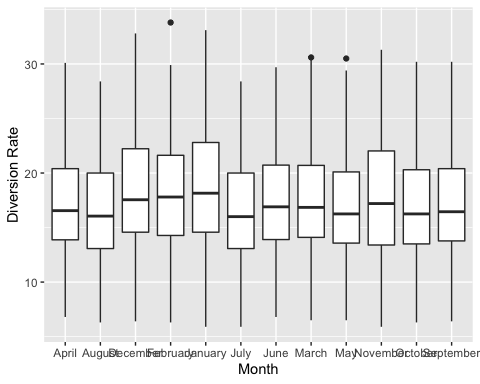 30
20
10
Diversion Rate
April August December February January July June March May November October September
Month